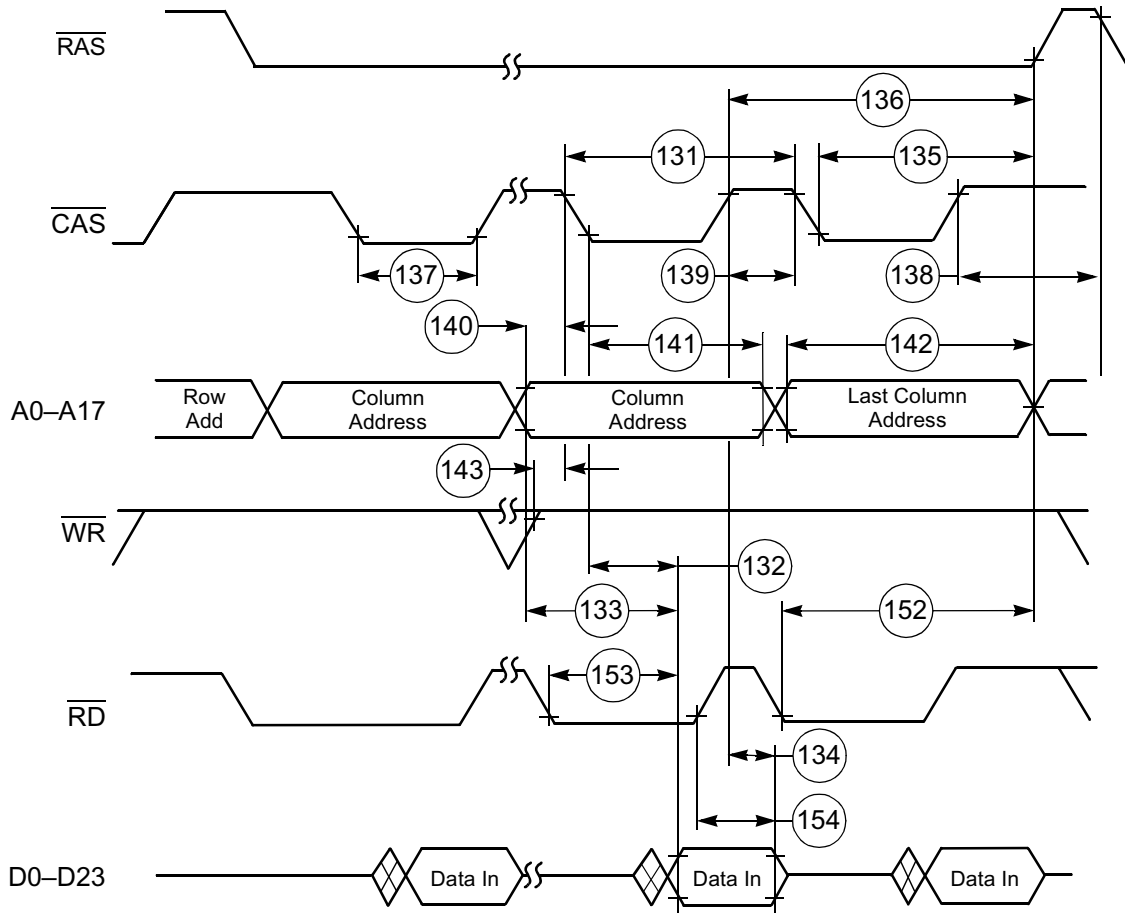 RAS
136
131
135
CAS
137
139
138
140
141
142
A0–A17
Row
Add
Column
Address
Column
Address
Last Column
Address
143
WR
132
133
152
153
RD
134
154
D0–D23
Data In
Data In
Data In